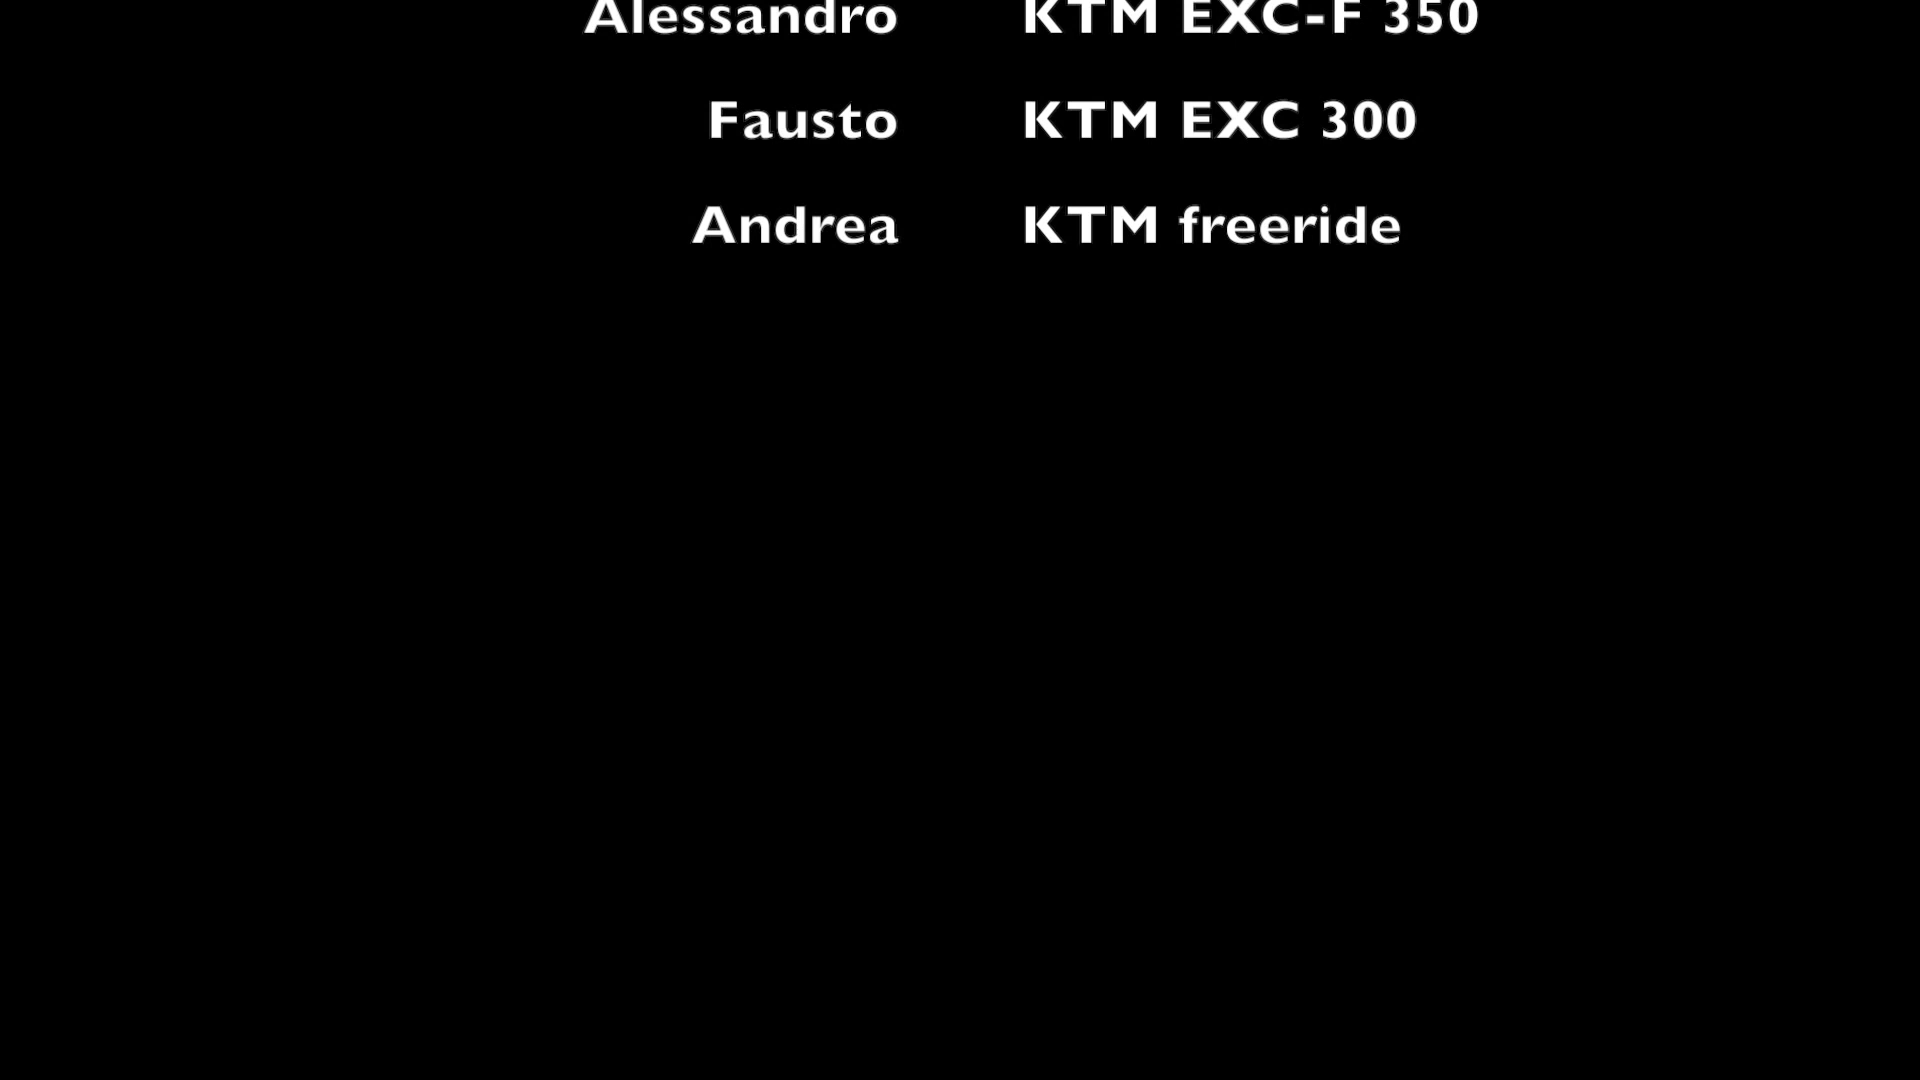 Alessandro KTM EXC-F 350
Fausto KTM EXC 300
Andrea KTM freeride